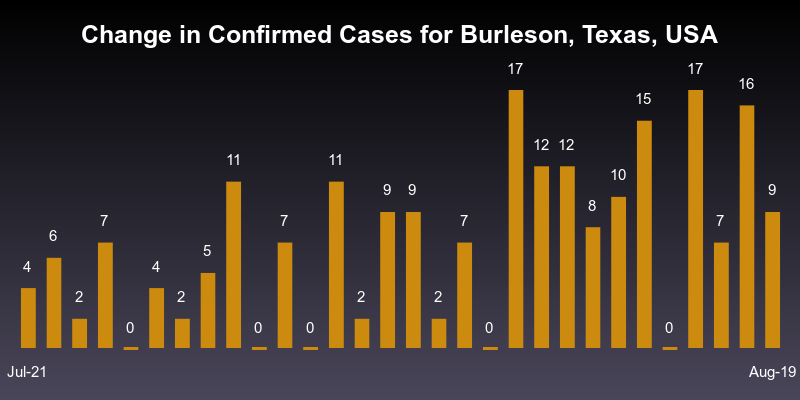 Change in Confirmed Cases for Burleson, Texas, USA
4 6 2 7 0 4 2 5 11 0 7 0 11 2 9 9 2 7 0 17 12 12 8 10 15 0 17 7 16 9
Jul-21 Aug-19